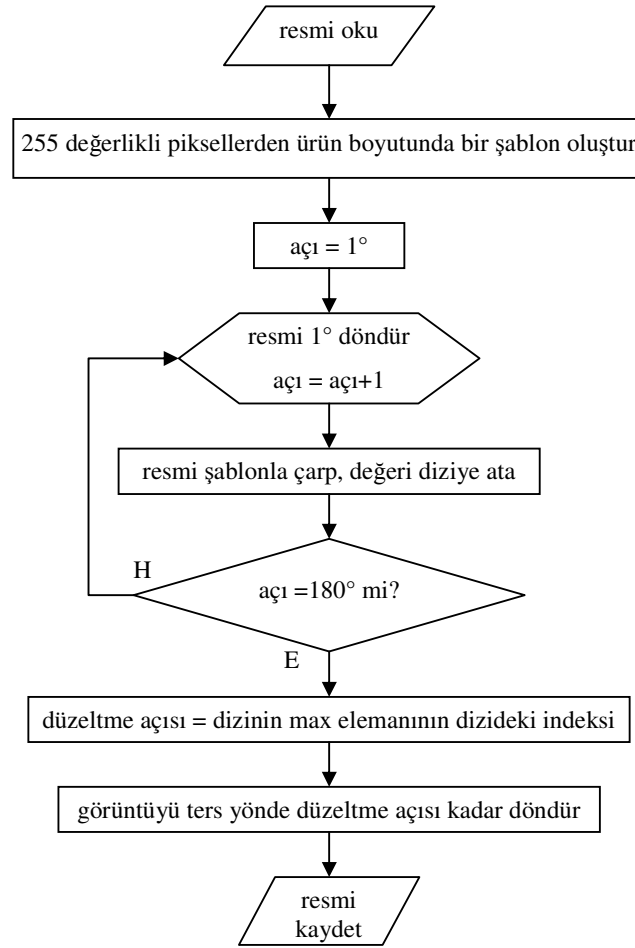 resmi oku
255 değerlikli piksellerden ürün boyutunda bir şablon oluştur
açı = 1°
resmi 1° döndür
açı = açı+1
resmi şablonla çarp, değeri diziye ata
H
açı =180° mi?
E
düzeltme açısı = dizinin max elemanının dizideki indeksi
görüntüyü ters yönde düzeltme açısı kadar döndür
resmi
kaydet